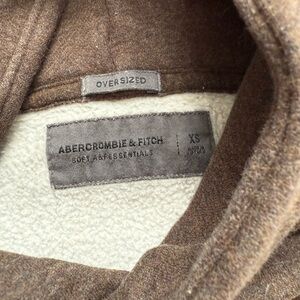 OVERSIZED
ABERCROMBIE & FITCH
SOFT A&F ESSENTIALS
XS